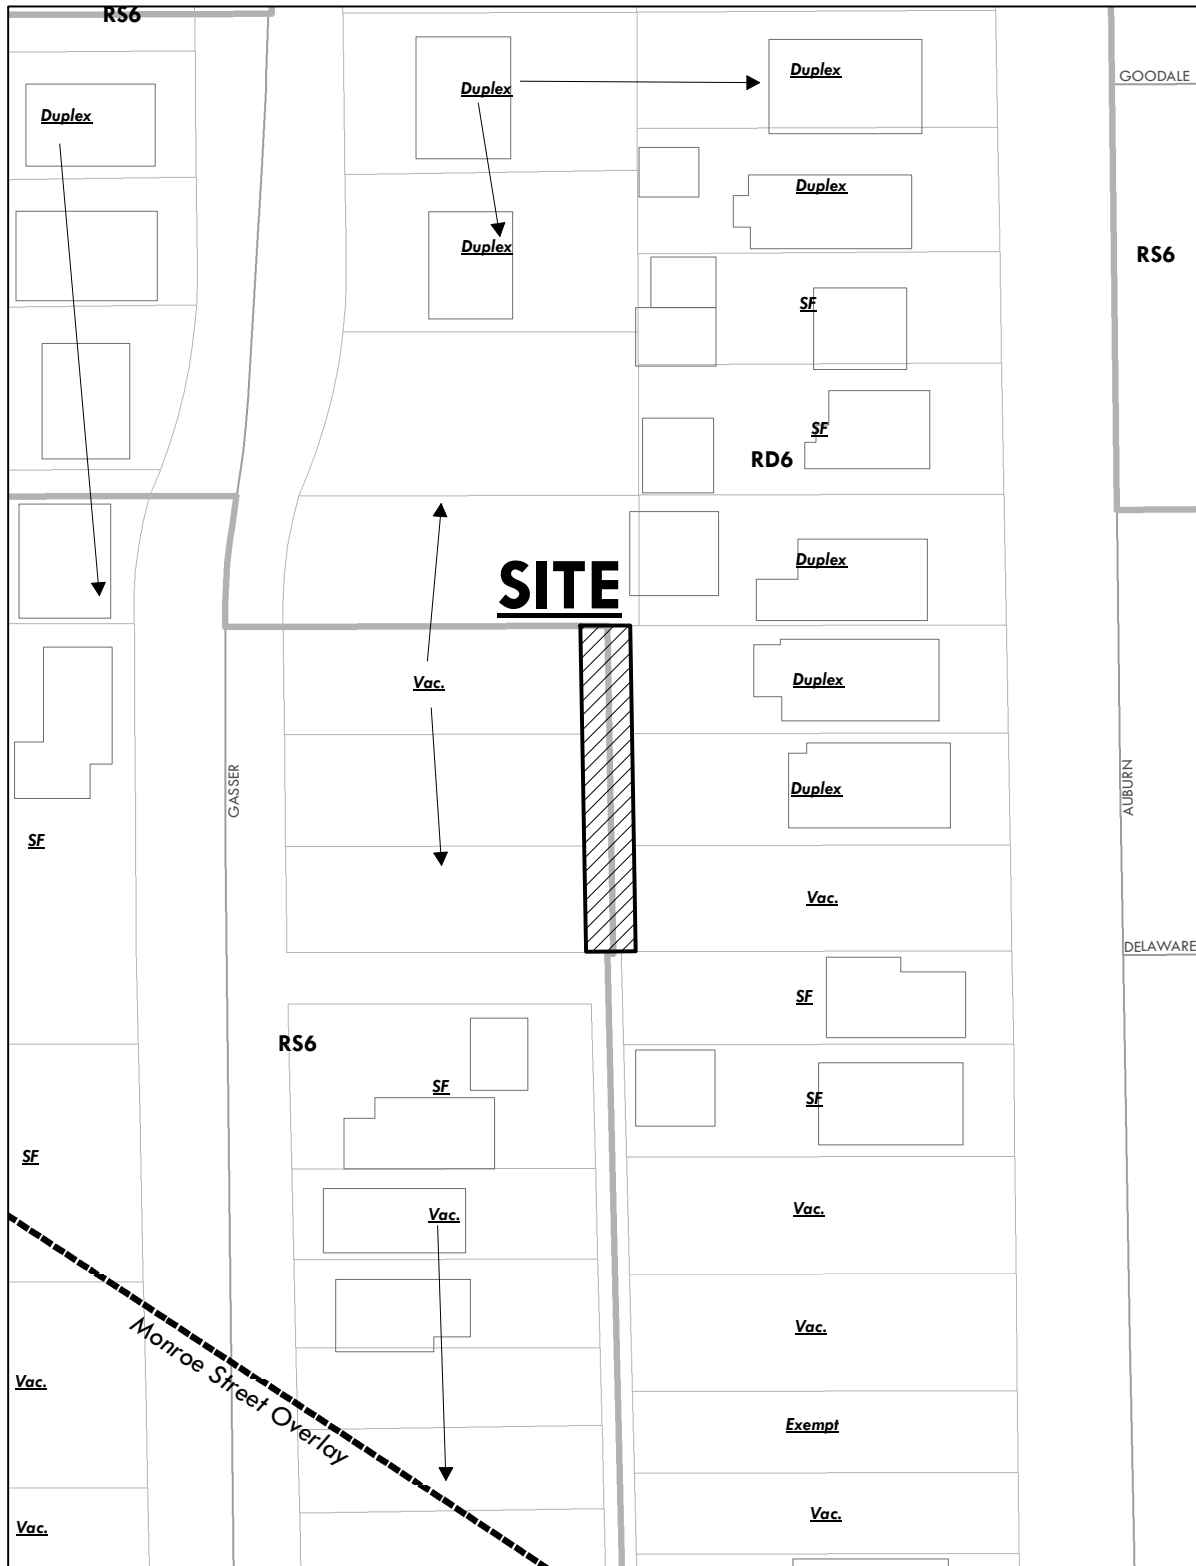 RS6
Duplex
GOODALE
Duplex
Duplex
Duplex
Duplex
RS6
SF
SF
RD6
Duplex
SITE
Duplex
Vac.
GASSER
Duplex
AUBURN
SF
Vac.
DELAWARE
SF
RS6
SF
SF
SF
Vac.
Vac.
Monroe Street Overlay
Vac.
Vac.
Exempt
Vac.
Vac.